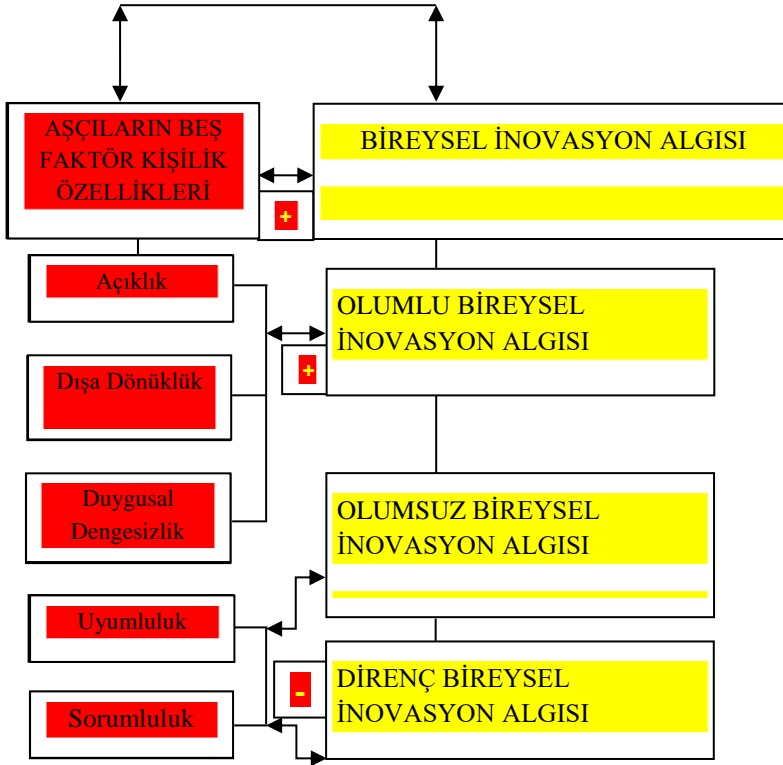 AŞÇILARIN BEŞ
FAKTÖR KİŞİLİK
ÖZELLİKLERİ
BİREYSEL İNOVASYON ALGISI
+
Açıklık
OLUMLU BİREYSEL
İNOVASYON ALGISI
+
Dışa Dönüklük
Duygusal
Dengesizlik
OLUMSUZ BİREYSEL
İNOVASYON ALGISI
Uyumluluk
-
DİRENÇ BİREYSEL
İNOVASYON ALGISI
Sorumluluk